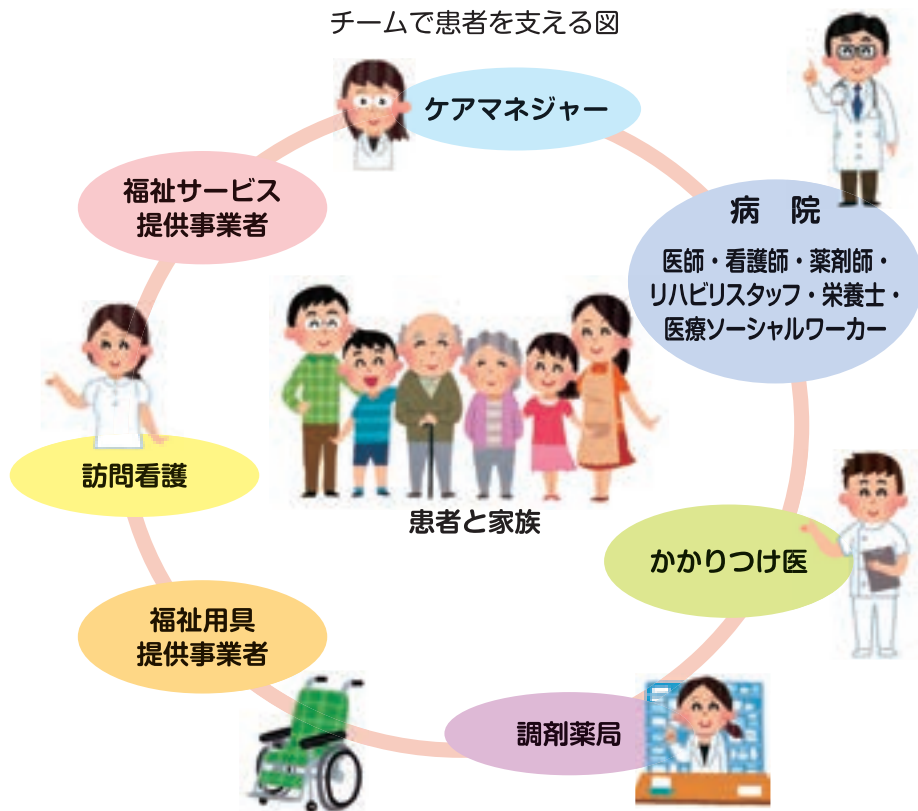 チームで患者を支える図
ケアマネジャー
病　院
医師・看護師・薬剤師・
リハビリスタッフ・栄養士・
医療ソーシャルワーカー
かかりつけ医
調剤薬局
福祉用具
提供事業者
訪問看護
福祉サービス
提供事業者
患者と家族